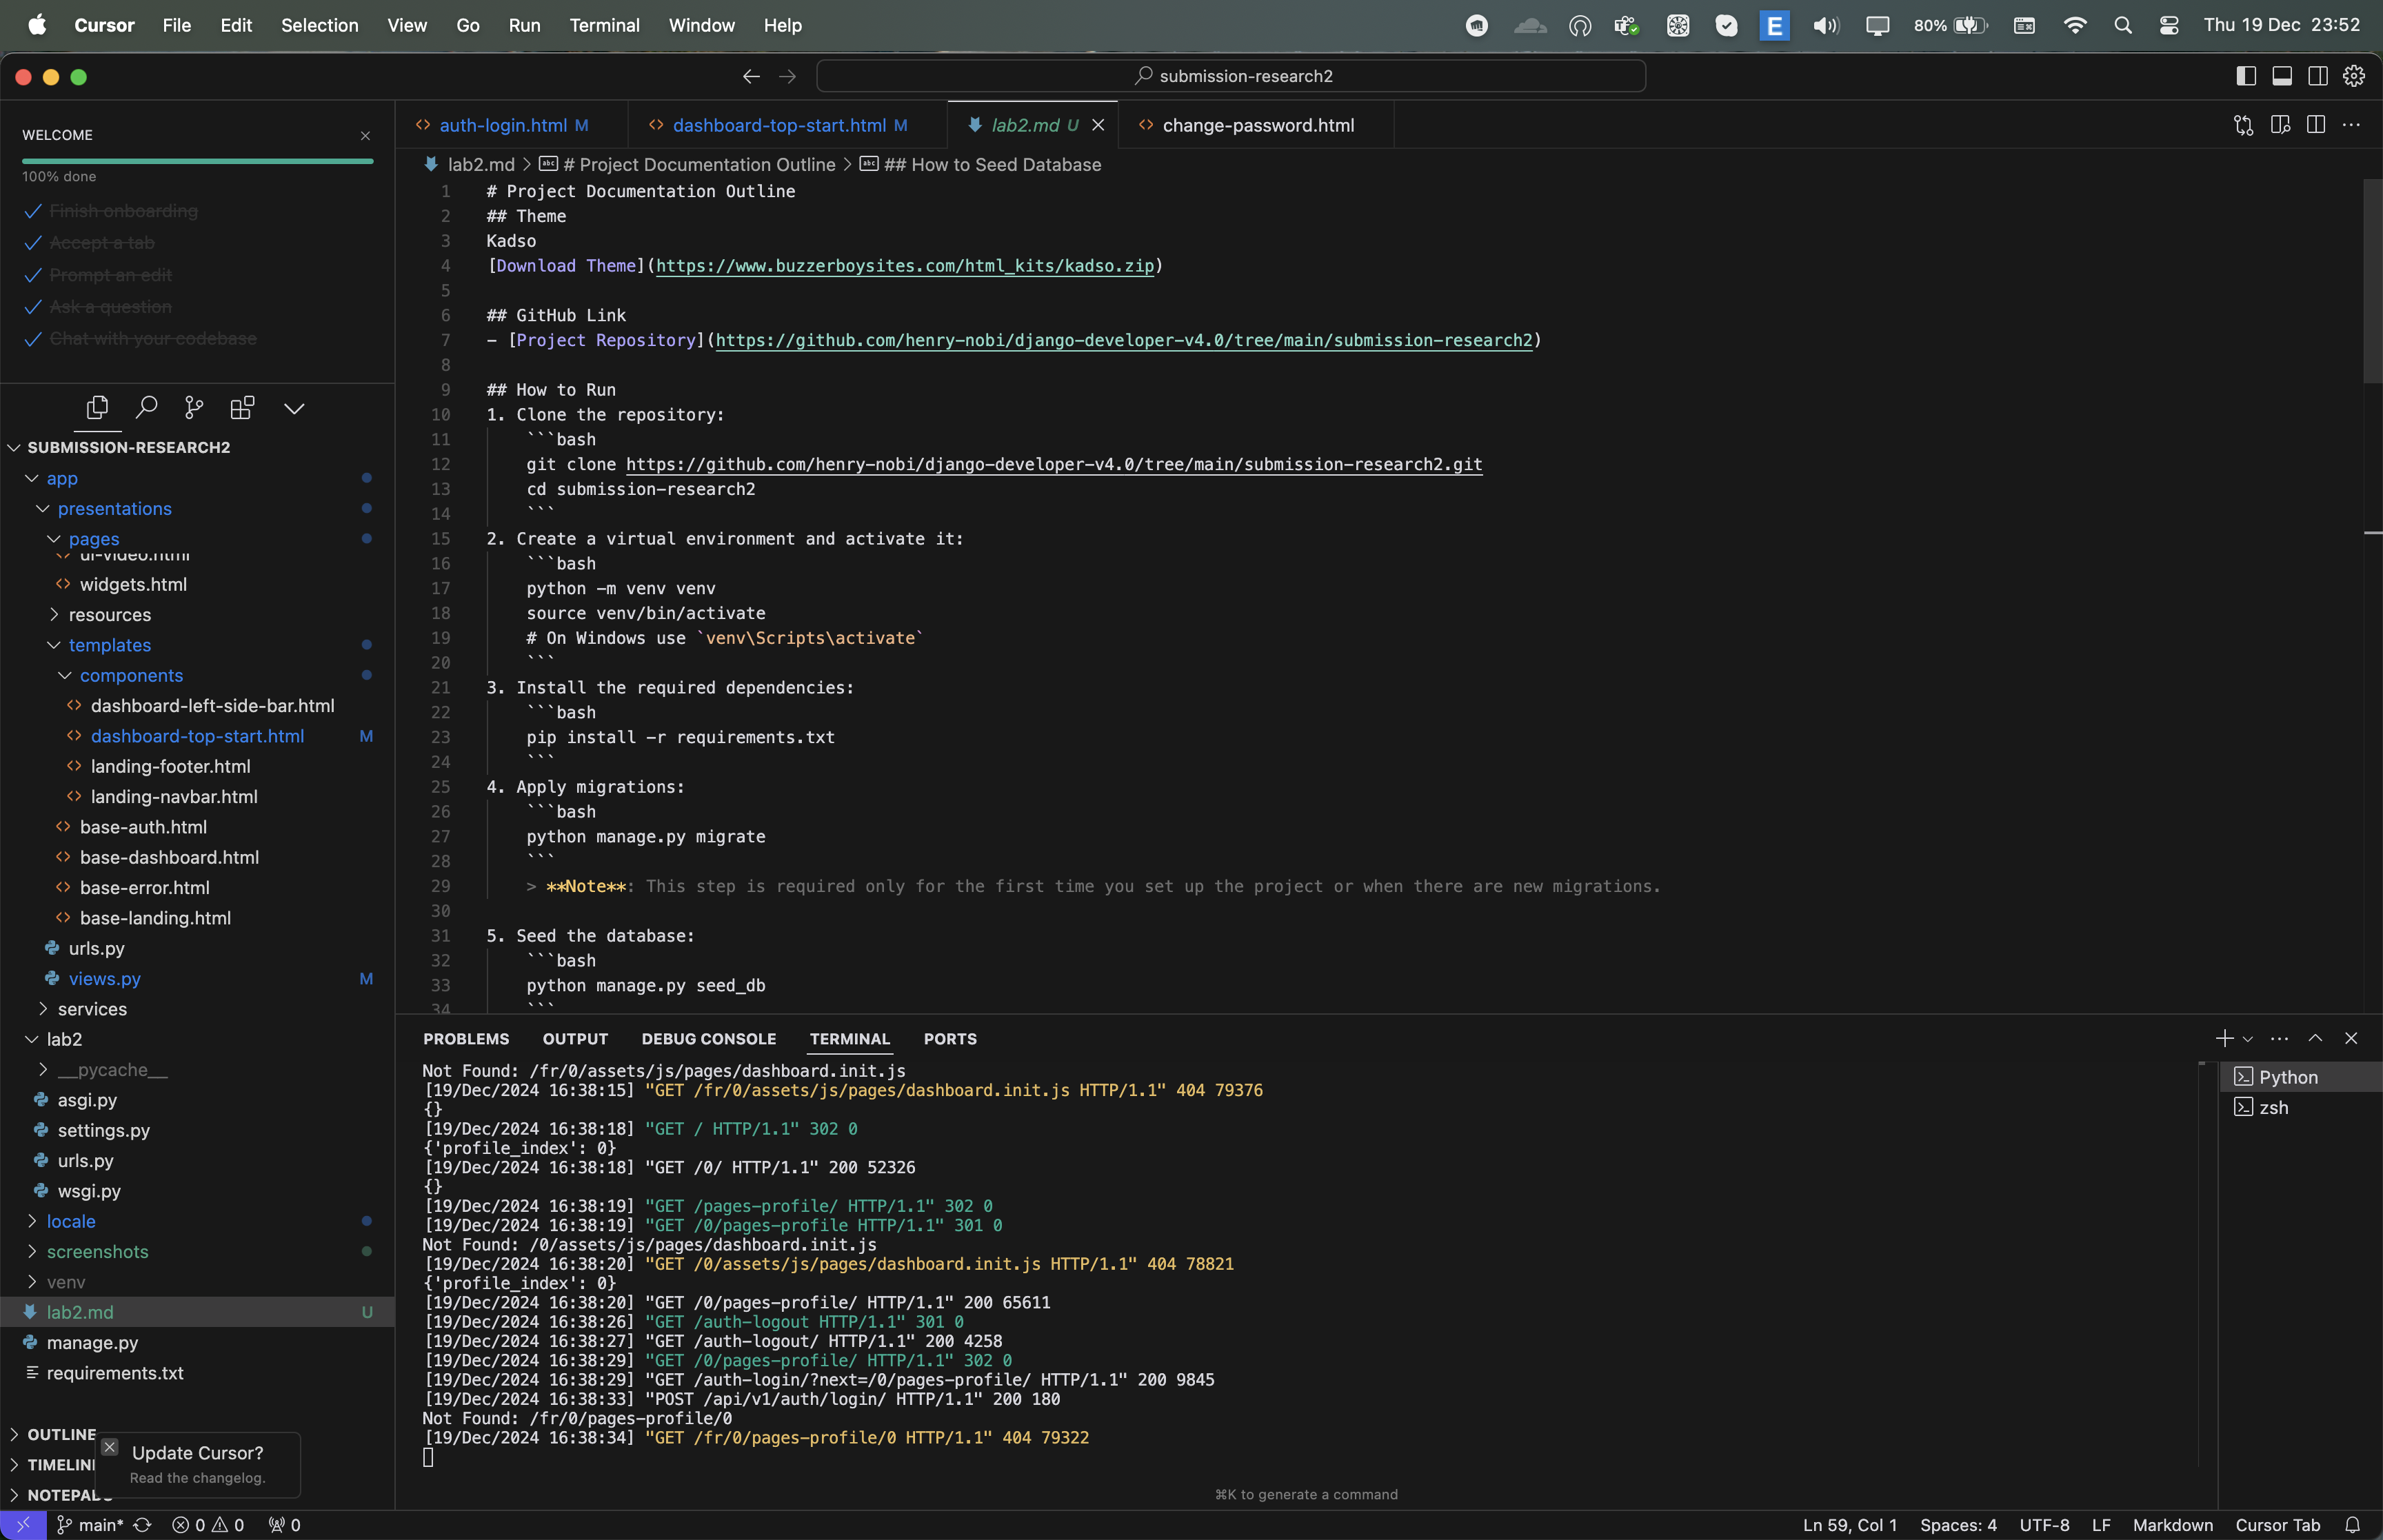 Cursor File Edit Selection View Go Run Terminal Window Help
E 80% Thu 19 Dec 23:52
submission-research2
WELCOME
100% done
Finish onboarding
Accept a tab
Prompt an edit
Ask a question
Chat with your codebase
SUBMISSION-RESEARCH2
app
presentations
pages
ui-video.html
widgets.html
resources
templates
components
dashboard-left-side-bar.html
dashboard-top-start.html M
landing-footer.html
landing-navbar.html
base-auth.html
base-dashboard.html
base-error.html
base-landing.html
urls.py
views.py M
services
lab2
__pycache__
asgi.py
settings.py
urls.py
wsgi.py
locale
screenshots
venv
lab2.md U
manage.py
requirements.txt
OUTLINE
TIMELINE
NOTEPADS
Update Cursor?
Read the changelog.
auth-login.html M dashboard-top-start.html M lab2.md U change-password.html
lab2.md > # Project Documentation Outline > ## How to Seed Database
1 # Project Documentation Outline
2 ## Theme
3 Kadso
4 [Download Theme](https://www.buzzerboysites.com/html_kits/kadso.zip)
5
6 ## GitHub Link
7 - [Project Repository](https://github.com/henry-nobi/django-developer-v4.0/tree/main/submission-research2)
8
9 ## How to Run
10 1. Clone the repository:
11 ```bash
12 git clone https://github.com/henry-nobi/django-developer-v4.0/tree/main/submission-research2.git
13 cd submission-research2
14 ```
15 2. Create a virtual environment and activate it:
16 ```bash
17 python -m venv venv
18 source venv/bin/activate
19 # On Windows use `venv\Scripts\activate`
20 ```
21 3. Install the required dependencies:
22 ```bash
23 pip install -r requirements.txt
24 ```
25 4. Apply migrations:
26 ```bash
27 python manage.py migrate
28 ```
29 > **Note**: This step is required only for the first time you set up the project or when there are new migrations.
30
31 5. Seed the database:
32 ```bash
33 python manage.py seed_db
34 ```
PROBLEMS OUTPUT DEBUG CONSOLE TERMINAL PORTS
Not Found: /fr/0/assets/js/pages/dashboard.init.js
[19/Dec/2024 16:38:15] "GET /fr/0/assets/js/pages/dashboard.init.js HTTP/1.1" 404 79376
{}
[19/Dec/2024 16:38:18] "GET / HTTP/1.1" 302 0
{'profile_index': 0}
[19/Dec/2024 16:38:18] "GET /0/ HTTP/1.1" 200 52326
{}
[19/Dec/2024 16:38:19] "GET /pages-profile/ HTTP/1.1" 302 0
[19/Dec/2024 16:38:19] "GET /0/pages-profile HTTP/1.1" 301 0
Not Found: /0/assets/js/pages/dashboard.init.js
[19/Dec/2024 16:38:20] "GET /0/assets/js/pages/dashboard.init.js HTTP/1.1" 404 78821
{'profile_index': 0}
[19/Dec/2024 16:38:20] "GET /0/pages-profile/ HTTP/1.1" 200 65611
[19/Dec/2024 16:38:26] "GET /auth-logout HTTP/1.1" 301 0
[19/Dec/2024 16:38:27] "GET /auth-logout/ HTTP/1.1" 200 4258
[19/Dec/2024 16:38:29] "GET /0/pages-profile/ HTTP/1.1" 302 0
[19/Dec/2024 16:38:29] "GET /auth-login/?next=/0/pages-profile/ HTTP/1.1" 200 9845
[19/Dec/2024 16:38:33] "POST /api/v1/auth/login/ HTTP/1.1" 200 180
Not Found: /fr/0/pages-profile/0
[19/Dec/2024 16:38:34] "GET /fr/0/pages-profile/0 HTTP/1.1" 404 79322
⌘K to generate a command
Python
zsh
main* 0 0 0
Ln 59, Col 1 Spaces: 4 UTF-8 LF Markdown Cursor Tab